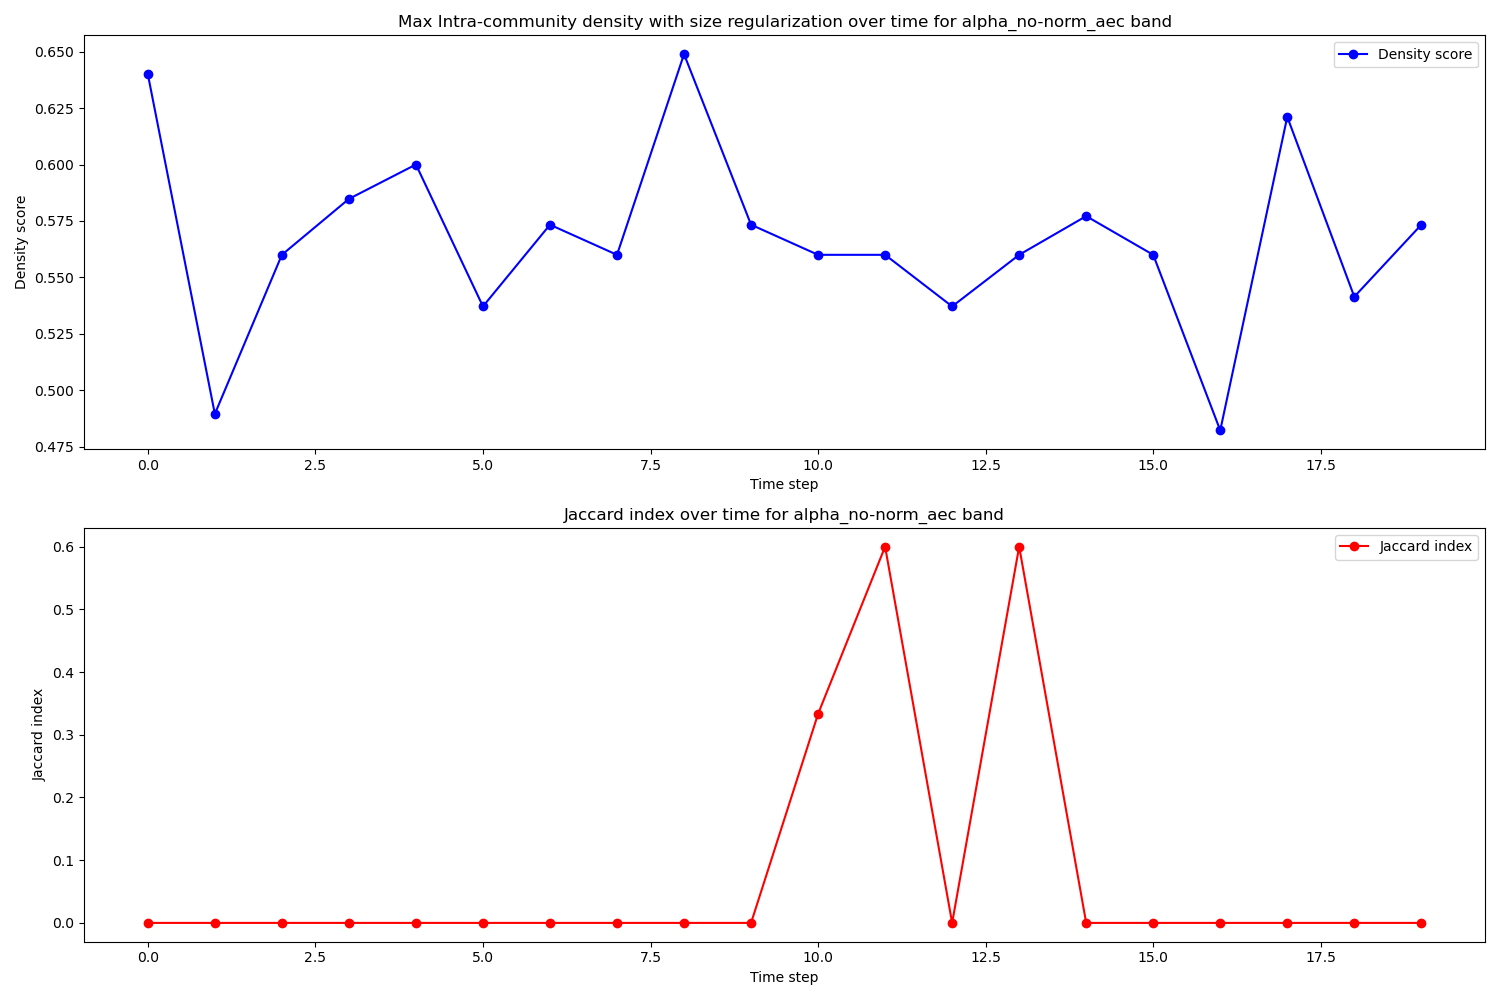 Max Intra-community density with size regularization over time for alpha_no-norm_aec band
Density score
Density score
0.650
0.625
0.600
0.575
0.550
0.525
0.500
0.475
0.0 2.5 5.0 7.5 10.0 12.5 15.0 17.5
Time step
Jaccard index over time for alpha_no-norm_aec band
Jaccard index
Jaccard index
0.6
0.5
0.4
0.3
0.2
0.1
0.0
0.0 2.5 5.0 7.5 10.0 12.5 15.0 17.5
Time step